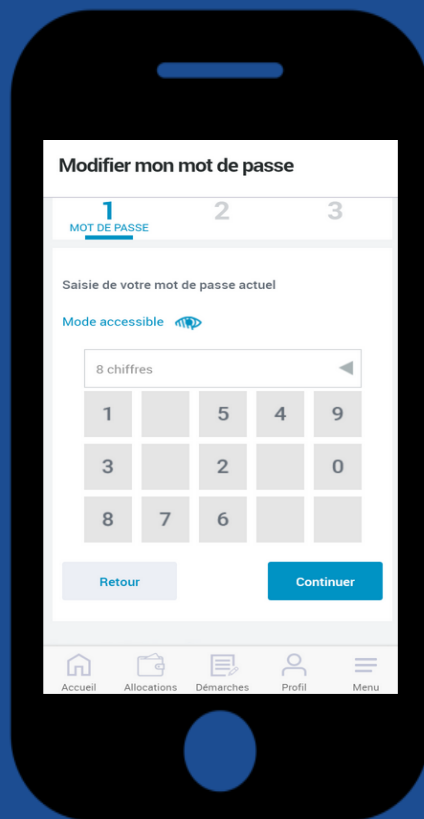 Modifier mon mot de passe
1 2 3
MOT DE PASSE
Saisie de votre mot de passe actuel
Mode accessible
8 chiffres
1 5 4 9
3 2 0
8 7 6
Retour Continuer
Accueil Allocations Démarches Profil Menu